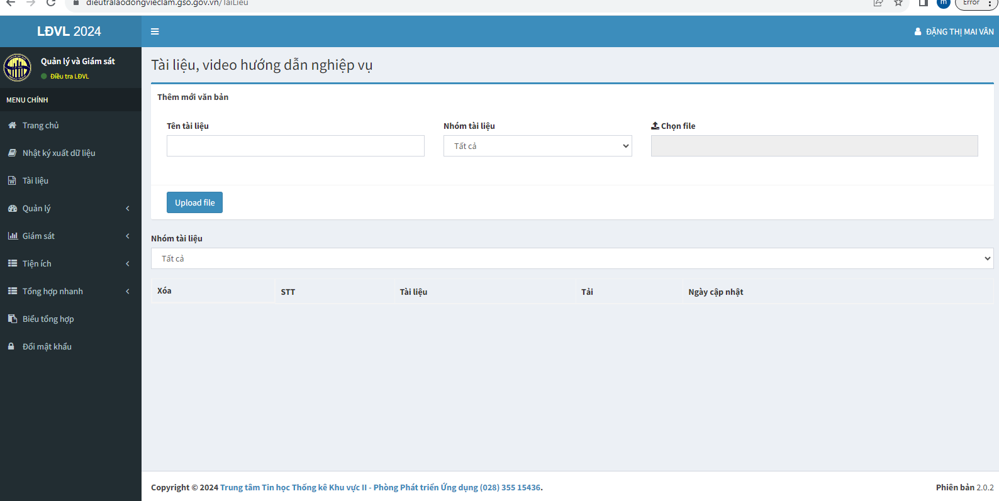 dieutralaodongvieclam.gso.gov.vn/TaiLieu
Error
LĐVL 2024
ĐẶNG THỊ MAI VÂN
Quản lý và Giám sát
Điều tra LĐVL
MENU CHÍNH
Trang chủ
Nhật ký xuất dữ liệu
Tài liệu
Quản lý
Giám sát
Tiện ích
Tổng hợp nhanh
Biểu tổng hợp
Đổi mật khẩu
Tài liệu, video hướng dẫn nghiệp vụ
Thêm mới văn bản
Tên tài liệu Nhóm tài liệu Chọn file
Tất cả
Upload file
Nhóm tài liệu
Tất cả
Xóa STT Tài liệu Tải Ngày cập nhật
Copyright © 2024 Trung tâm Tin học Thống kê Khu vực II - Phòng Phát triển Ứng dụng (028) 355 15436. Phiên bản 2.0.2